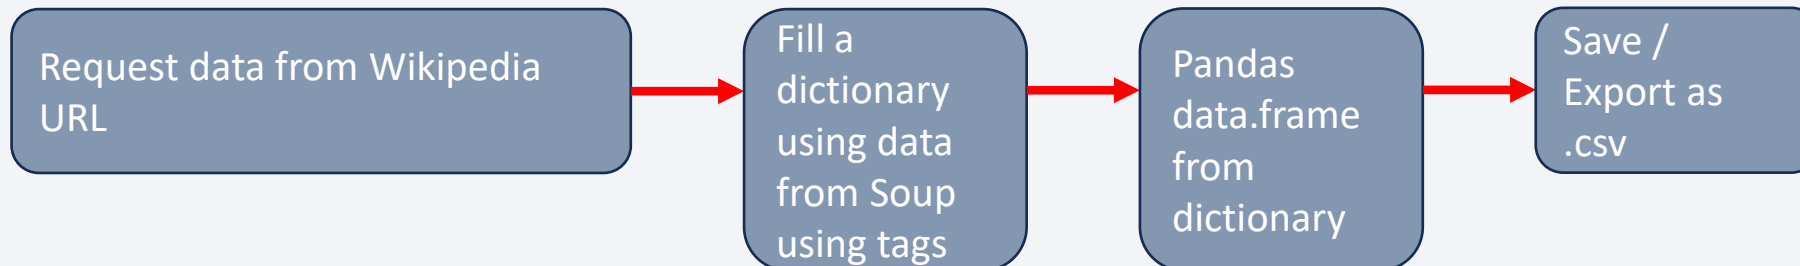 Request data from Wikipedia
URL
Fill a
dictionary
using data
from Soup
using tags
Pandas
data.frame
from
dictionary
Save /
Export as
.csv